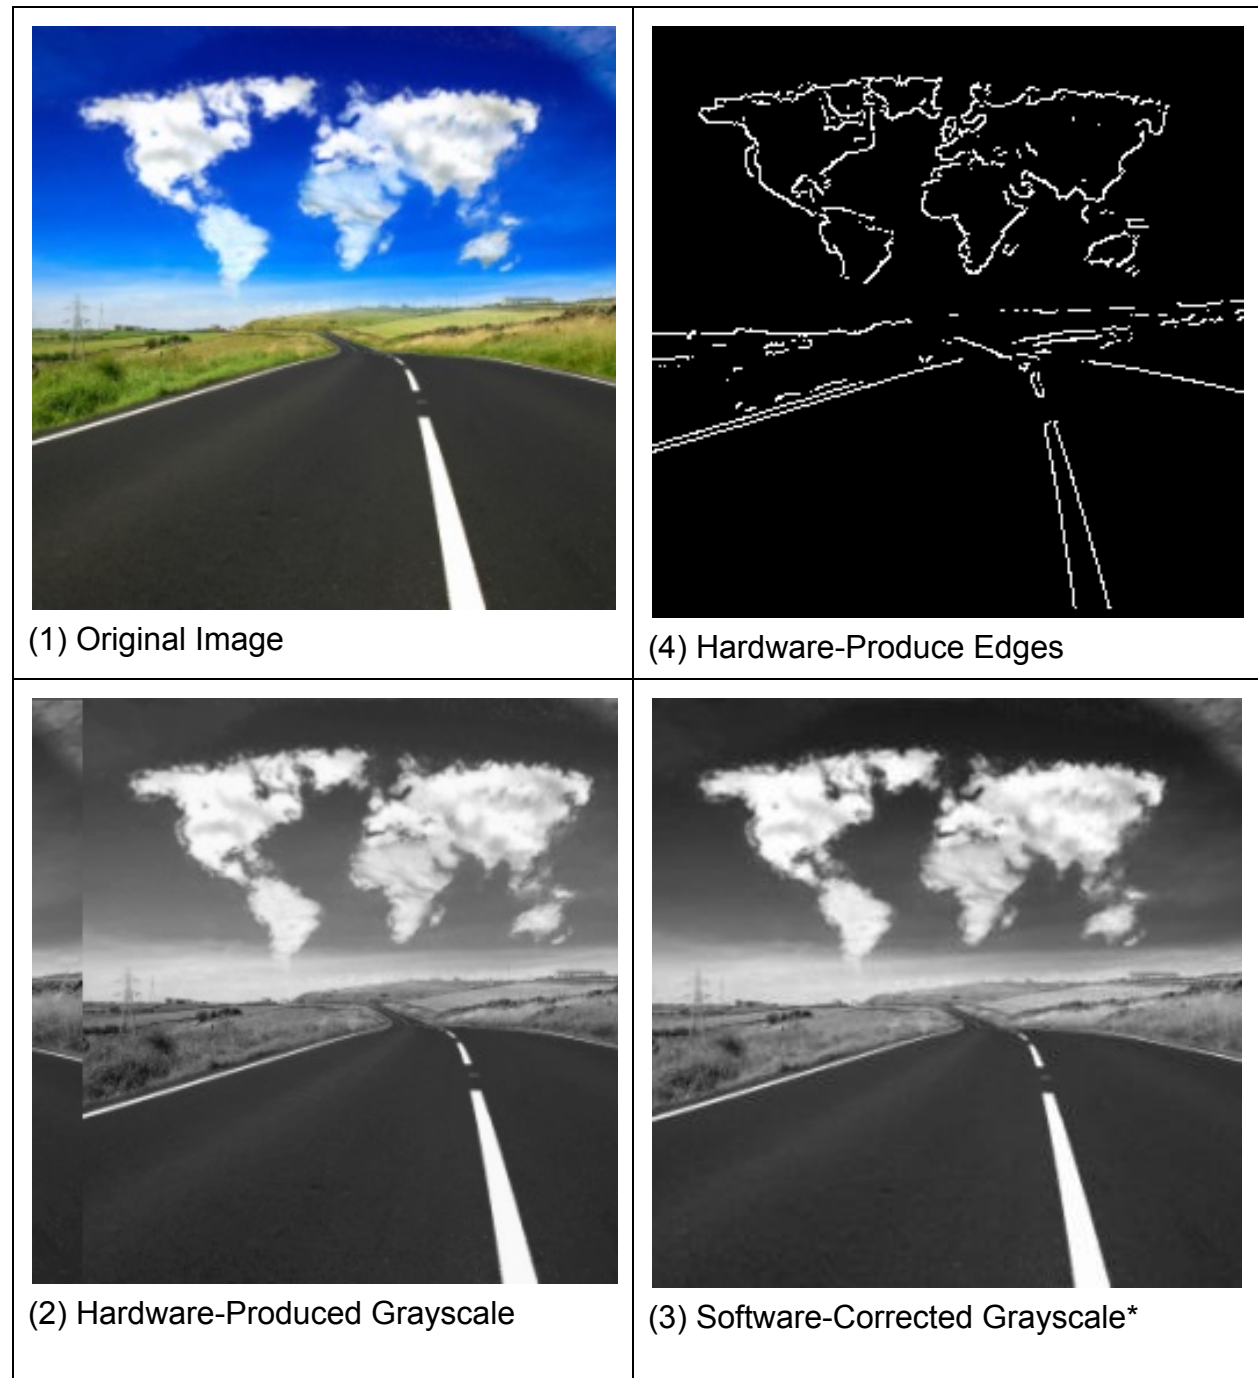 (1) Original Image
(4) Hardware-Produce Edges
(2) Hardware-Produced Grayscale
(3) Software-Corrected Grayscale*